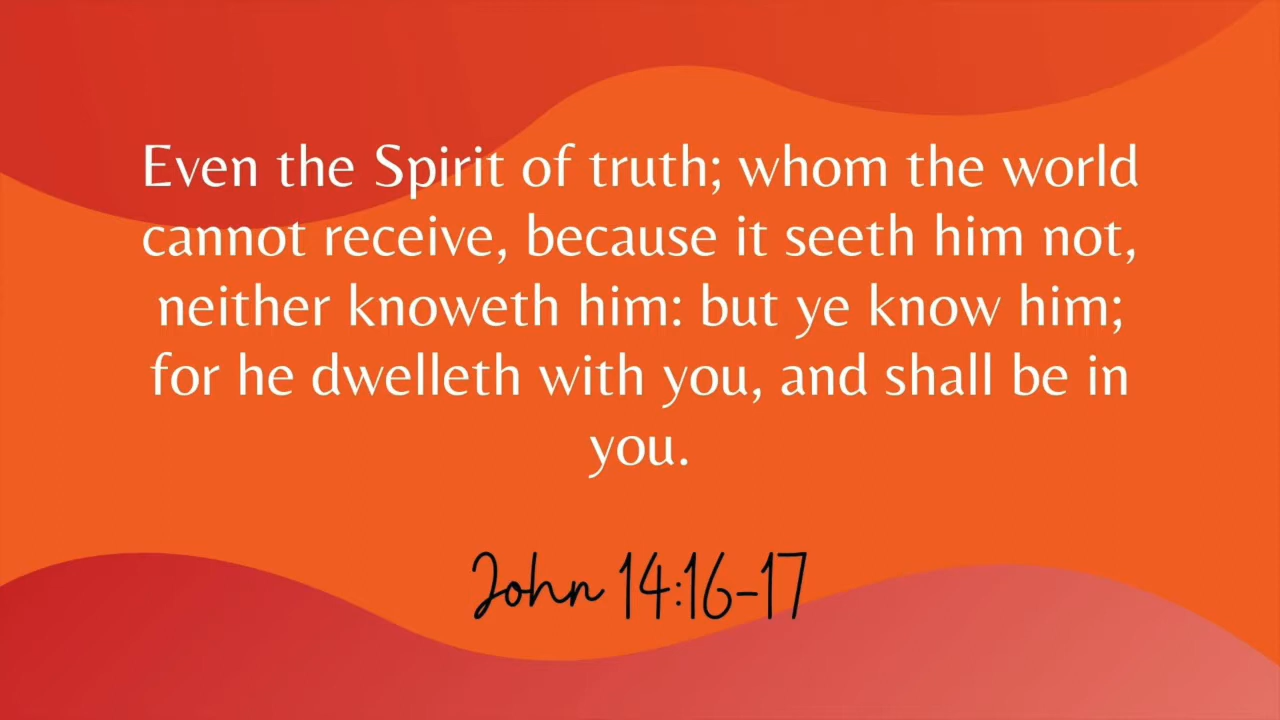 Even the Spirit of truth; whom the world
cannot receive, because it seeth him not,
neither knoweth him: but ye know him;
for he dwelleth with you, and shall be in
you.
John 14:16-17